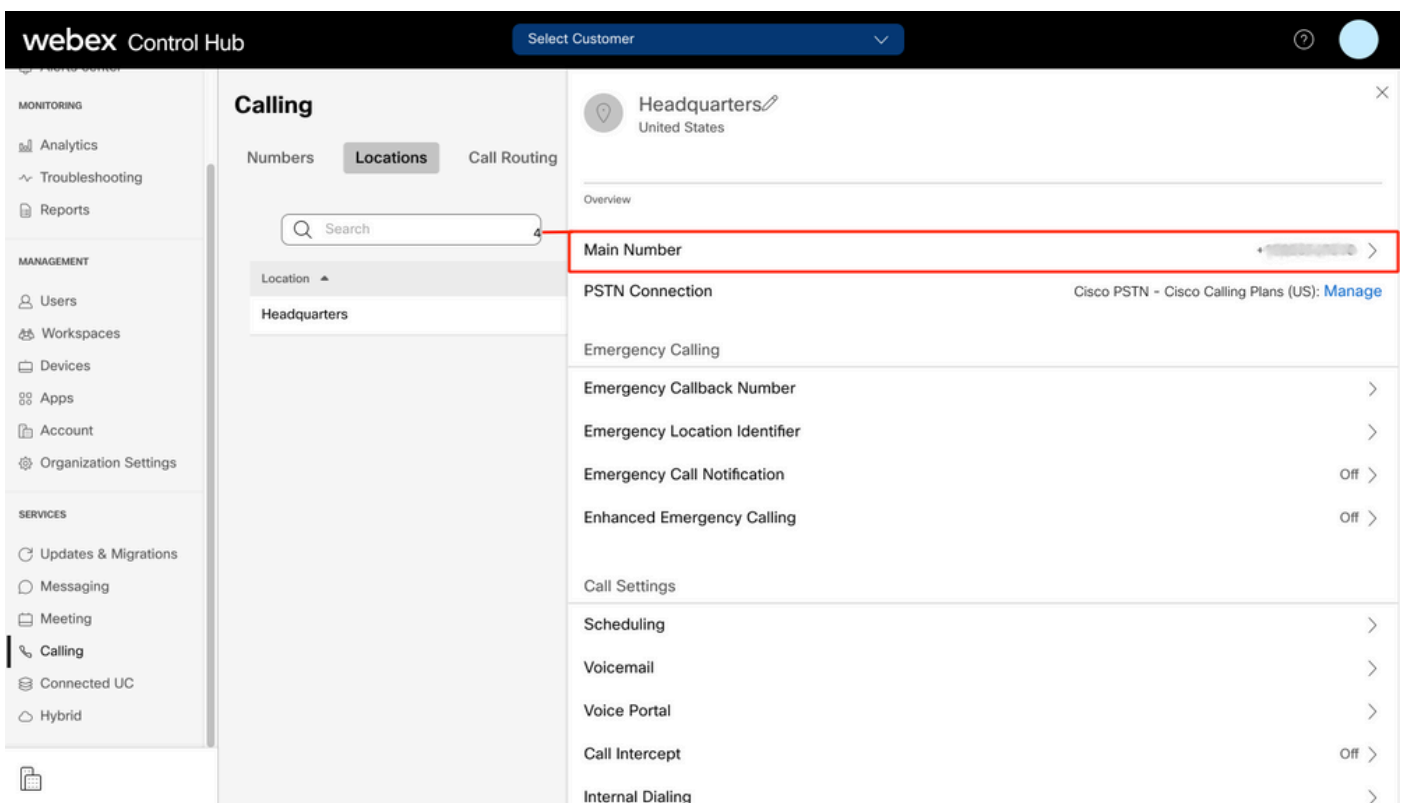 webex Control Hub
Select Customer
Alerts center
MONITORING
Analytics
Troubleshooting
Reports
MANAGEMENT
Users
Workspaces
Devices
Apps
Account
Organization Settings
SERVICES
Updates & Migrations
Messaging
Meeting
Calling
Connected UC
Hybrid
Calling
Numbers Locations Call Routing
Search
4
Location
Headquarters
Headquarters
United States
Overview
Main Number +
PSTN Connection Cisco PSTN - Cisco Calling Plans (US): Manage
Emergency Calling
Emergency Callback Number
Emergency Location Identifier
Emergency Call Notification Off
Enhanced Emergency Calling Off
Call Settings
Scheduling
Voicemail
Voice Portal
Call Intercept Off
Internal Dialing